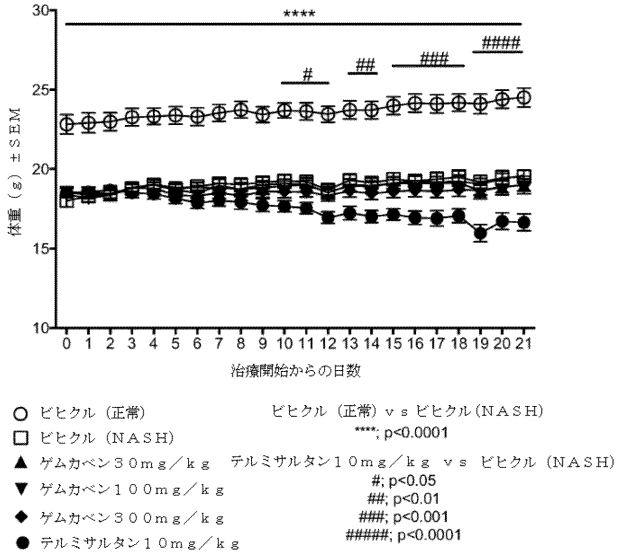 ****
####
###
##
#
30
25
20
15
10
体重（ｇ）±ＳＥＭ
0 1 2 3 4 5 6 7 8 9 10 11 12 13 14 15 16 17 18 19 20 21
治療開始からの日数
ビヒクル（正常）
ビヒクル（ＮＡＳＨ）
ゲムカベン３０ｍｇ／ｋｇ
ゲムカベン１００ｍｇ／ｋｇ
ゲムカベン３００ｍｇ／ｋｇ
テルミサルタン１０ｍｇ／ｋｇ
ビヒクル（正常）ｖｓビヒクル（ＮＡＳＨ）
****; p<0.0001
テルミサルタン１０ｍｇ／ｋｇ ｖｓ ビヒクル（ＮＡＳＨ）
#; p<0.05
##; p<0.01
###; p<0.001
#####; p<0.0001